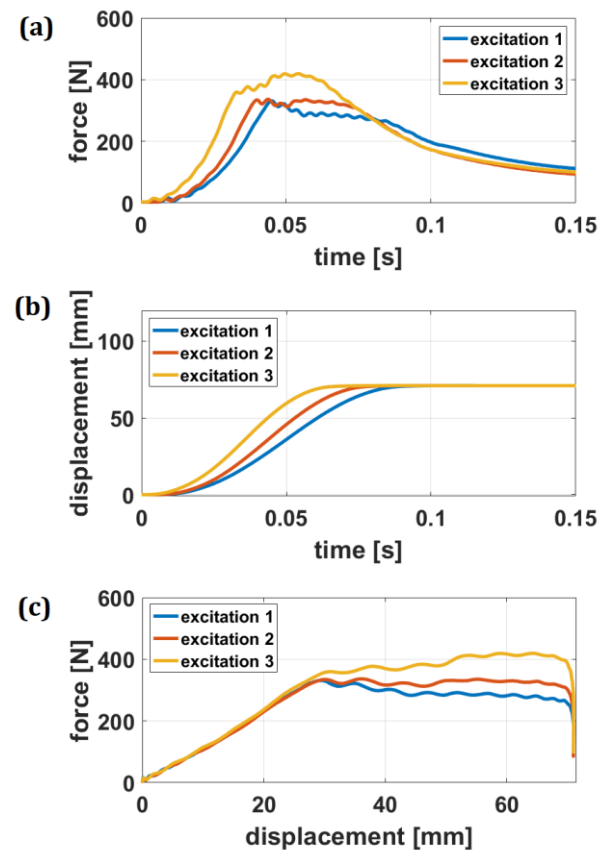 (a)
600
400
200
0
force [N]
excitation 1
excitation 2
excitation 3
0 0.05 0.1 0.15
time [s]
(b)
100
50
0
displacement [mm]
excitation 1
excitation 2
excitation 3
0 0.05 0.1 0.15
time [s]
(c)
600
400
200
0
force [N]
excitation 1
excitation 2
excitation 3
0 20 40 60
displacement [mm]